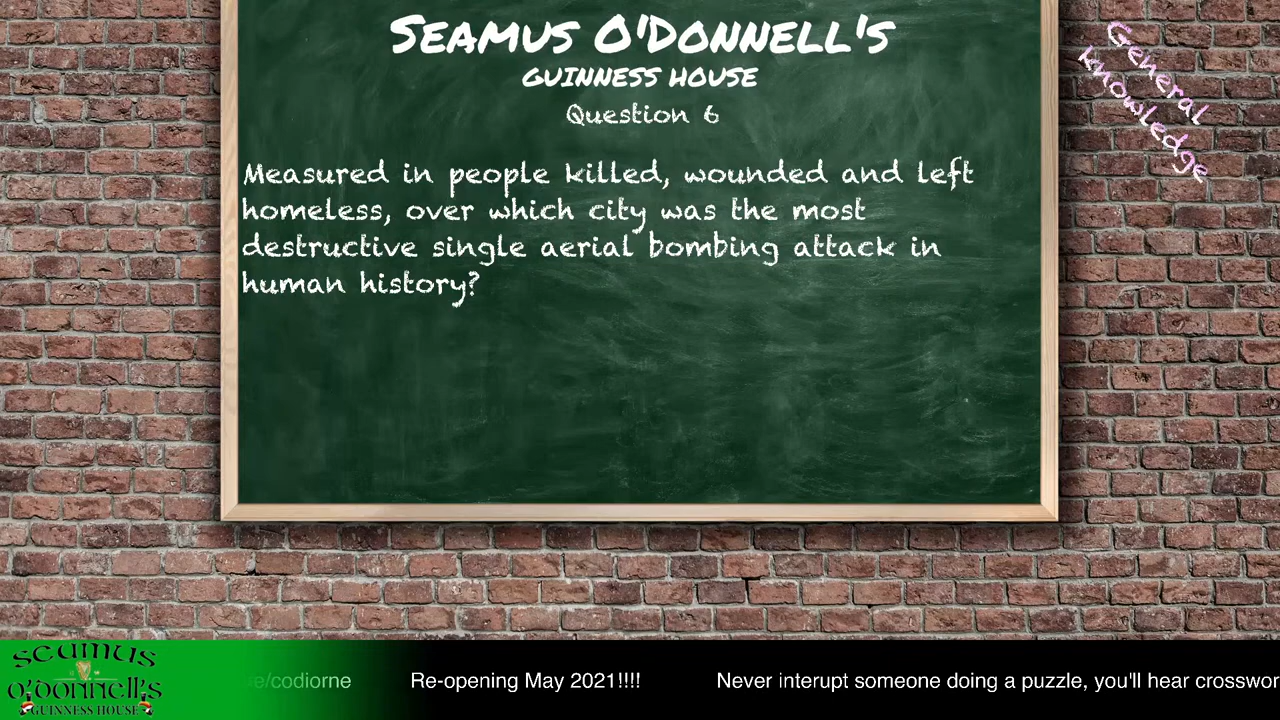 Seamus O'Donnell's
Guinness House
Question 6
General
Knowledge
Measured in people killed, wounded and left
homeless, over which city was the most
destructive single aerial bombing attack in
human history?
seamus
o'donnell's
GUINNESS HOUSE
e/codiorne
Re-opening May 2021!!!!
Never interupt someone doing a puzzle, you'll hear crosswor